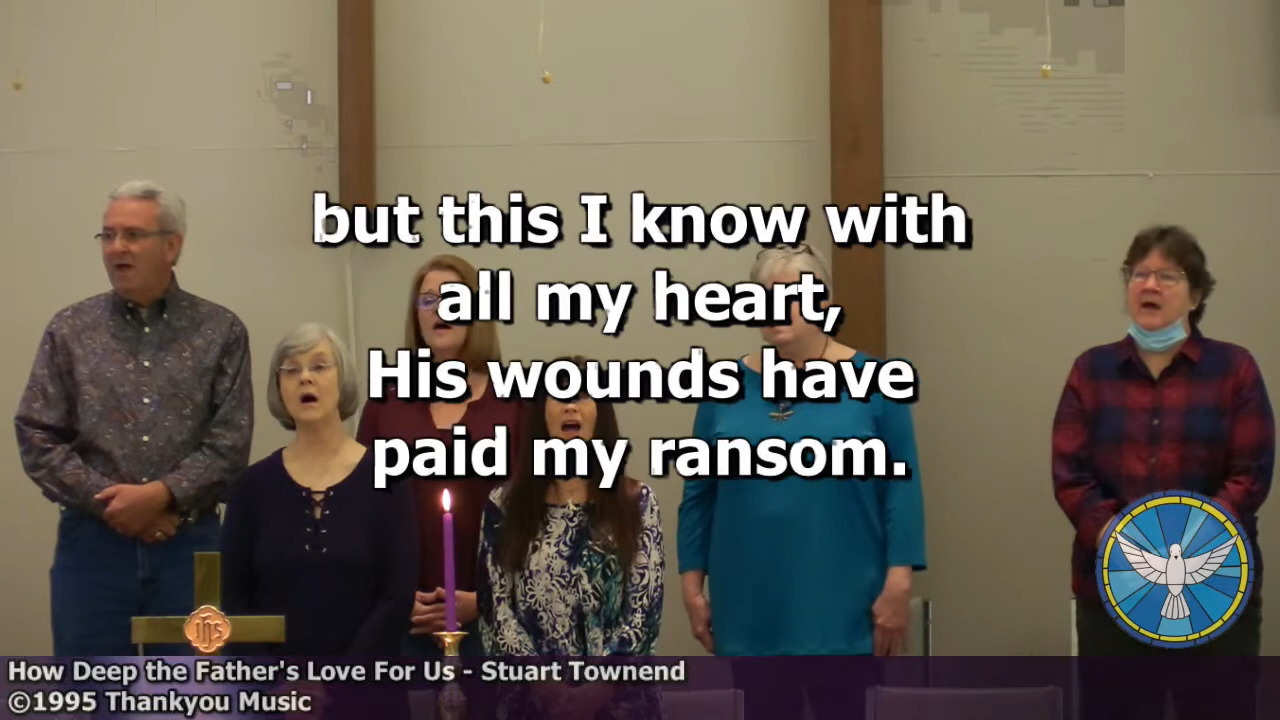 but this I know with
all my heart,
His wounds have
paid my ransom.
IHS
How Deep the Father's Love For Us - Stuart Townend
©1995 Thankyou Music